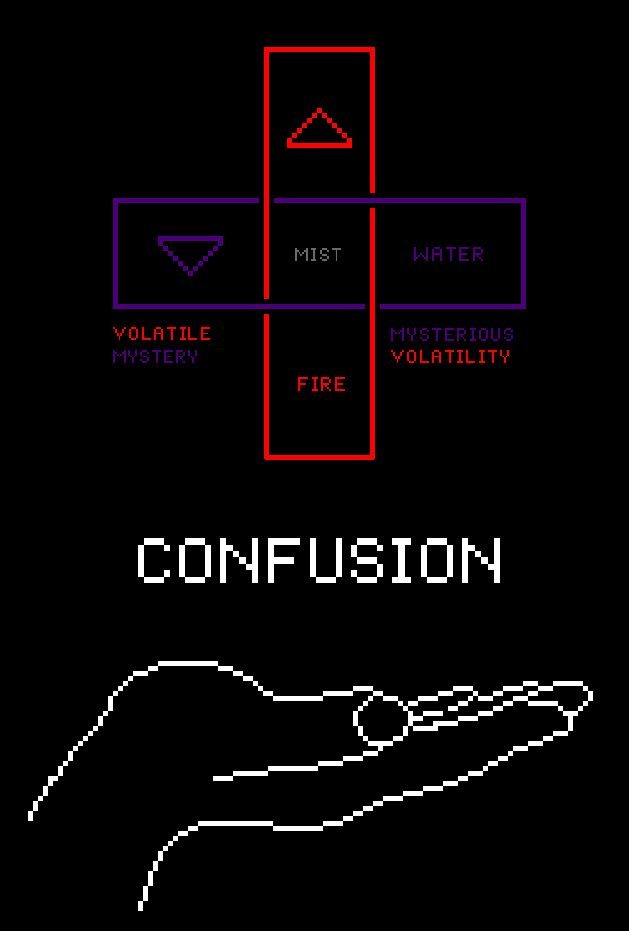 MIST
WATER
VOLATILE
MYSTERY
MYSTERIOUS
VOLATILITY
FIRE
CONFUSION